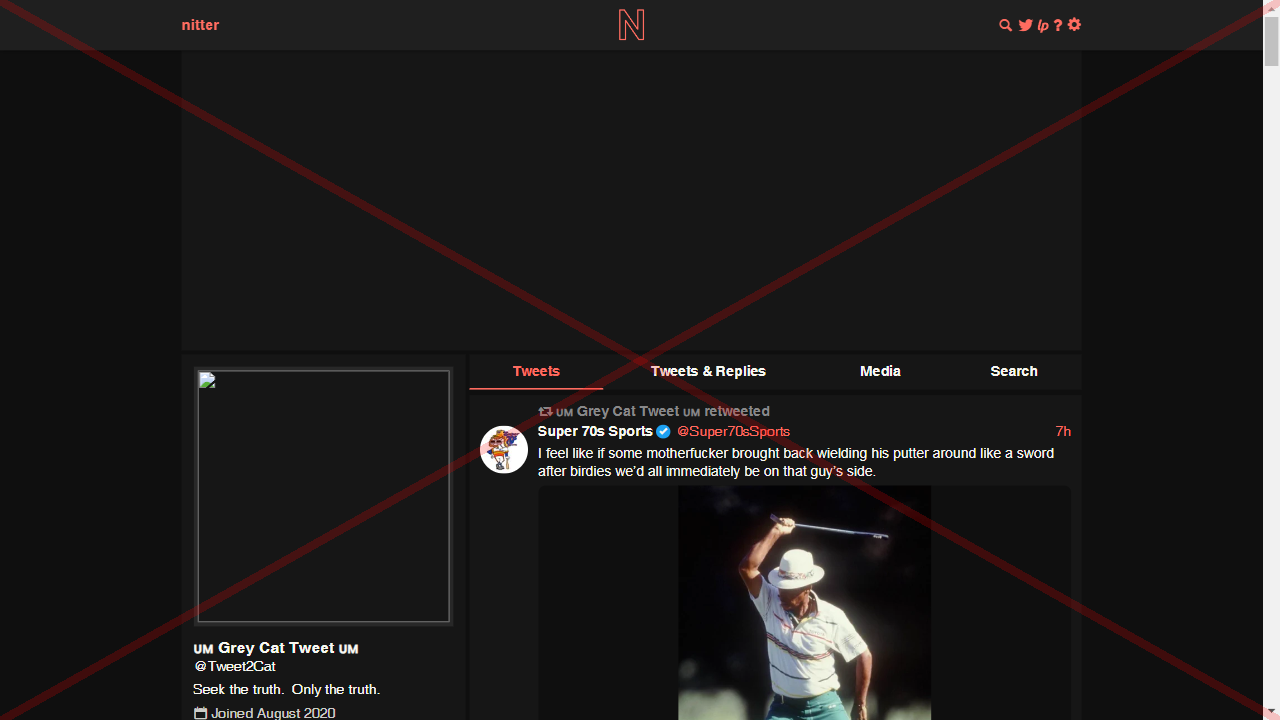 nitter
N
lp ?
Tweets Tweets & Replies Media Search
UM Grey Cat Tweet UM retweeted
Super 70s Sports @Super70sSports 7h
I feel like if some motherfucker brought back wielding his putter around like a sword
after birdies we’d all immediately be on that guy’s side.
UM Grey Cat Tweet UM
@Tweet2Cat
Seek the truth. Only the truth.
Joined August 2020